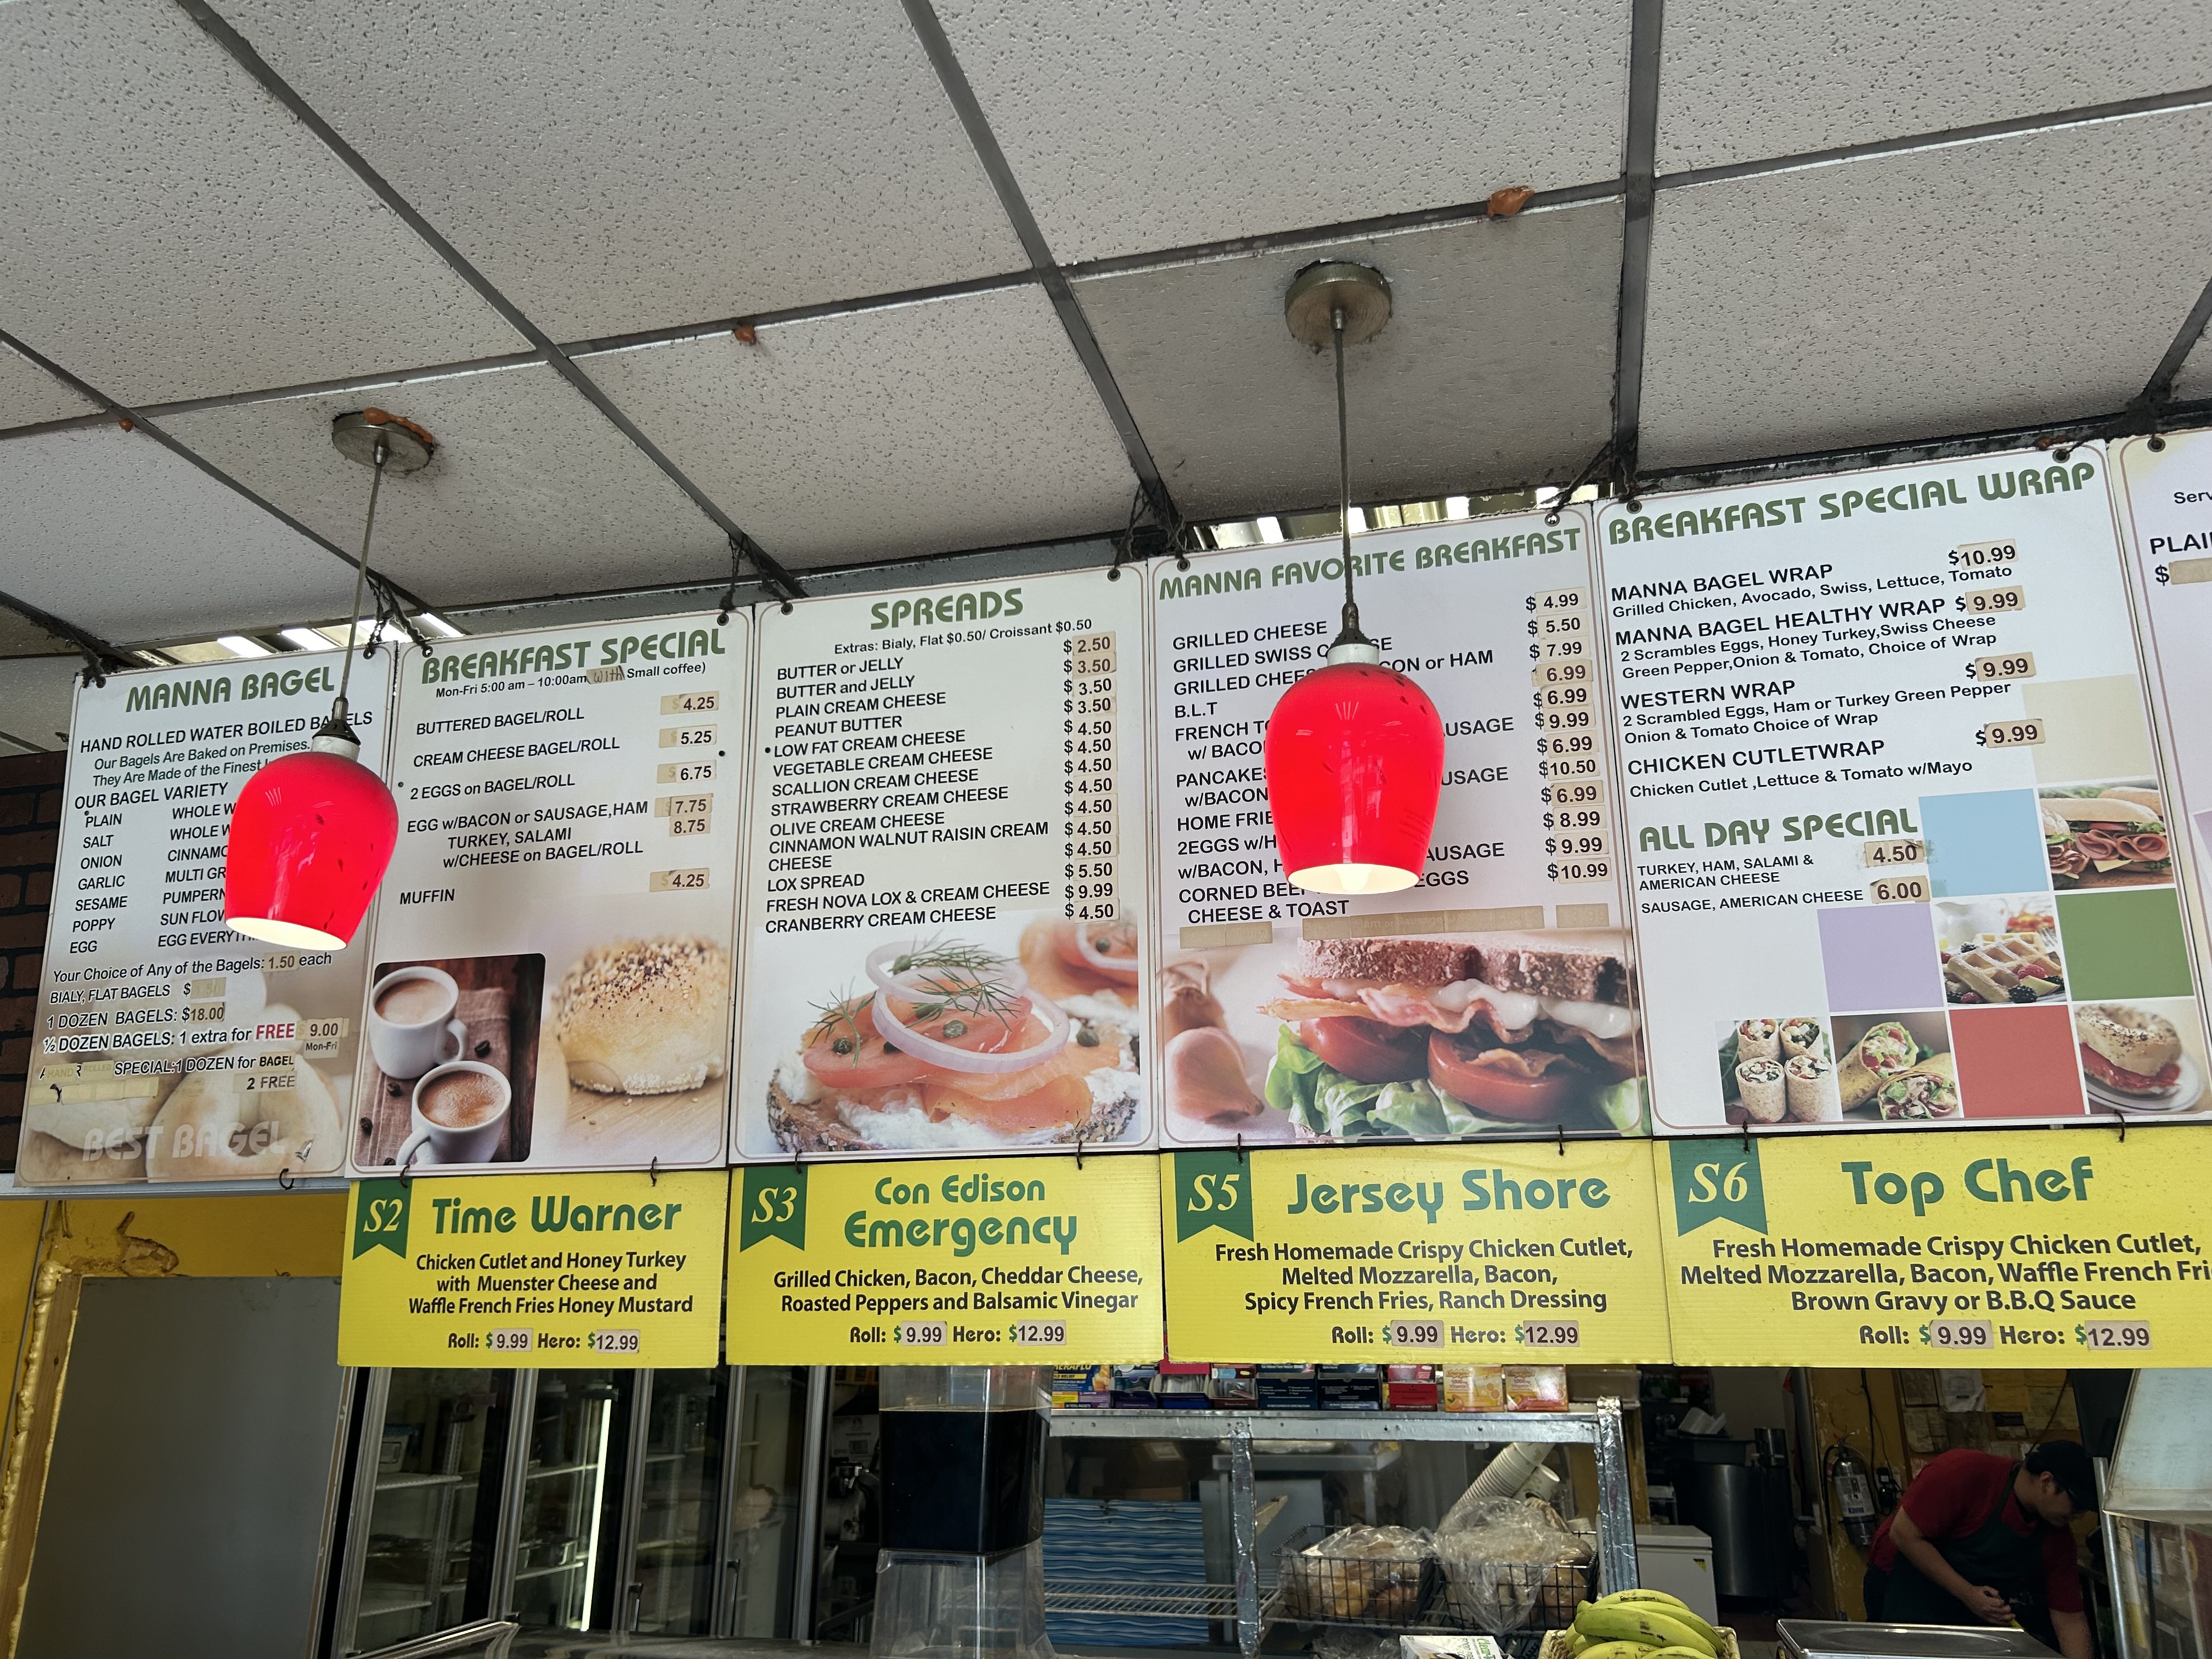 MANNA BAGEL
HAND ROLLED WATER BOILED BAGELS
Our Bagels Are Baked on Premises.
They Are Made of the Finest
OUR BAGEL VARIETY
PLAIN WHOLE
SALT WHOLE
ONION
GARLIC MULTI
SESAME
POPPY SUN
EGG EGG
Your Choice of Any of the Bagels: 1.50 each
BIALY, FLAT BAGELS $
1 DOZEN BAGELS: $18.00
½ DOZEN BAGELS: 1 extra for FREE 9.00
Mon-Fri
SPECIAL:1 DOZEN for BAGEL
2 FREE
BEST BAGEL
BREAKFAST SPECIAL
Mon-Fri 5:00 am – 10:00am with Small coffee)
BUTTERED BAGEL/ROLL $4.25
CREAM CHEESE BAGEL/ROLL 5.25
2 EGGS on BAGEL/ROLL $6.75
EGG w/BACON or SAUSAGE,HAM 7.75
TURKEY, SALAMI 8.75
w/CHEESE on BAGEL/ROLL
MUFFIN $4.25
SPREADS
Extras: Bialy, Flat $0.50/ Croissant $0.50
BUTTER or JELLY $2.50
BUTTER and JELLY $3.50
PLAIN CREAM CHEESE $3.50
PEANUT BUTTER $3.50
LOW FAT CREAM CHEESE $4.50
VEGETABLE CREAM CHEESE $4.50
SCALLION CREAM CHEESE $4.50
STRAWBERRY CREAM CHEESE $4.50
OLIVE CREAM CHEESE $4.50
CINNAMON WALNUT RAISIN CREAM $4.50
CHEESE $4.50
LOX SPREAD $5.50
FRESH NOVA LOX & CREAM CHEESE $9.99
CRANBERRY CREAM CHEESE $4.50
MANNA FAVORITE BREAKFAST
GRILLED CHEESE $4.99
GRILLED SWISS CHEESE $5.50
GRILLED CHEESE BACON or HAM $7.99
B.L.T 6.99
FRENCH $6.99
w/ BACON SAUSAGE $9.99
PANCAKES $6.99
w/BACON SAUSAGE $10.50
HOME $6.99
2EGGS $8.99
w/BACON, SAUSAGE $9.99
CORNED BEEF EGGS $10.99
CHEESE & TOAST
BREAKFAST SPECIAL WRAP
MANNA BAGEL WRAP $10.99
Grilled Chicken, Avocado, Swiss, Lettuce, Tomato
MANNA BAGEL HEALTHY WRAP $9.99
2 Scrambles Eggs, Honey Turkey,Swiss Cheese
Green Pepper,Onion & Tomato, Choice of Wrap
WESTERN WRAP $9.99
2 Scrambled Eggs, Ham or Turkey Green Pepper
Onion & Tomato Choice of Wrap
CHICKEN CUTLETWRAP $9.99
Chicken Cutlet ,Lettuce & Tomato w/Mayo
ALL DAY SPECIAL
TURKEY, HAM, SALAMI & 4.50
AMERICAN CHEESE
SAUSAGE, AMERICAN CHEESE 6.00
$
S2 Time Warner
Chicken Cutlet and Honey Turkey
with Muenster Cheese and
Waffle French Fries Honey Mustard
Roll: $9.99 Hero: $12.99
S3 Con Edison
Emergency
Grilled Chicken, Bacon, Cheddar Cheese,
Roasted Peppers and Balsamic Vinegar
Roll: $9.99 Hero: $12.99
S5 Jersey Shore
Fresh Homemade Crispy Chicken Cutlet,
Melted Mozzarella, Bacon,
Spicy French Fries, Ranch Dressing
Roll: $9.99 Hero: $12.99
S6 Top Chef
Fresh Homemade Crispy Chicken Cutlet,
Melted Mozzarella, Bacon, Waffle French
Brown Gravy or B.B.Q Sauce
Roll: $9.99 Hero: $12.99